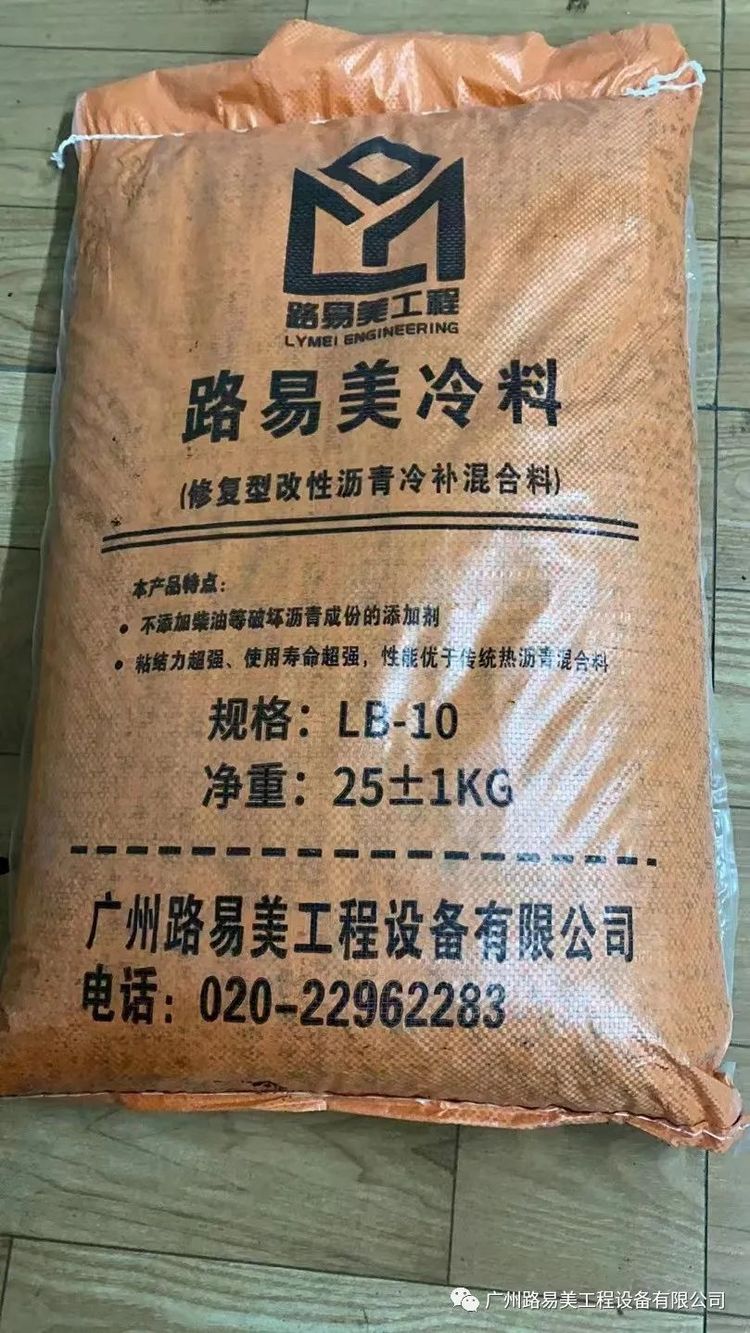 路易美工程
LYMEI ENGINEERING
路易美冷料
(修复型改性沥青冷补混合料)
本产品特点：
• 不添加柴油等破坏沥青成份的添加剂
• 粘结力超强、使用寿命超强，性能优于传统热沥青混合料
规格：LB-10
净重：25±1KG
广州路易美工程设备有限公司
电话：020-22962283
广州路易美工程设备有限公司